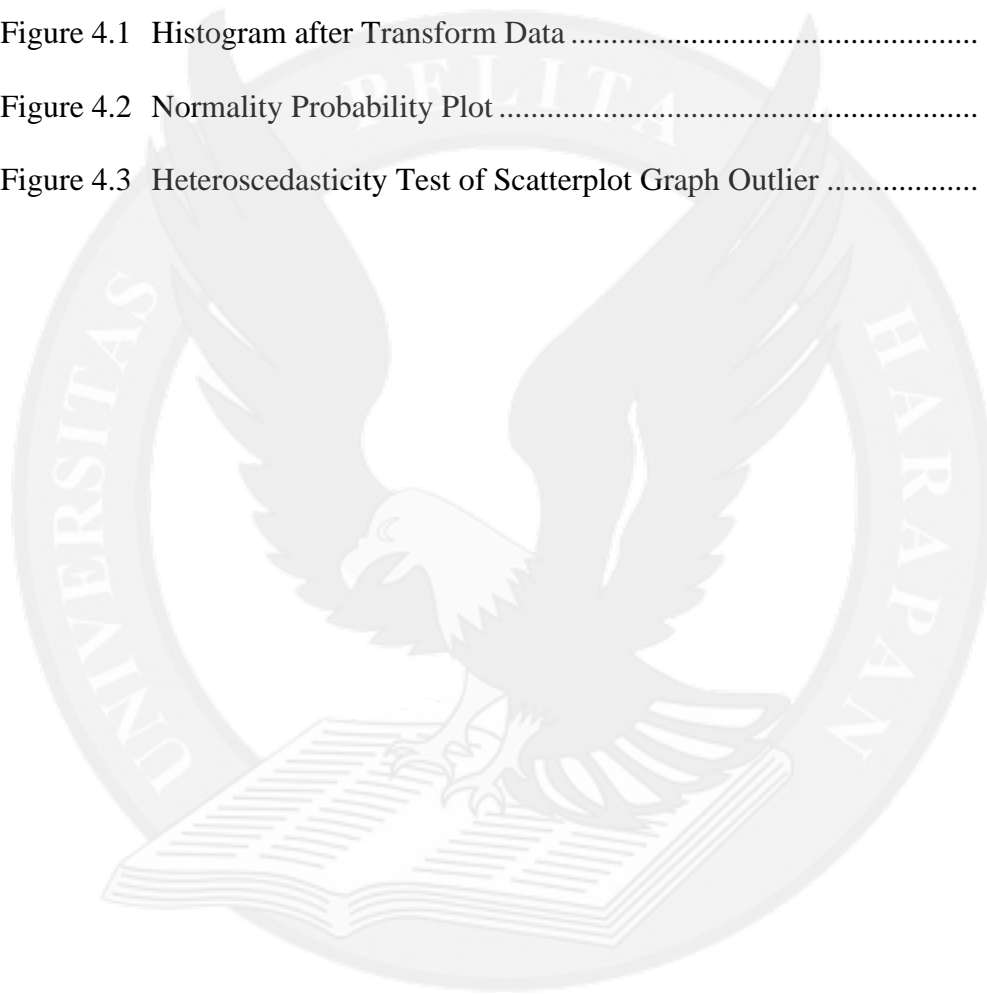 Figure 4.1 Histogram after Transform Data ................................................
Figure 4.2 Normality Probability Plot .........................................................
Figure 4.3 Heteroscedasticity Test of Scatterplot Graph Outlier ..................
UNIVERSITAS PELITA HARAPAN